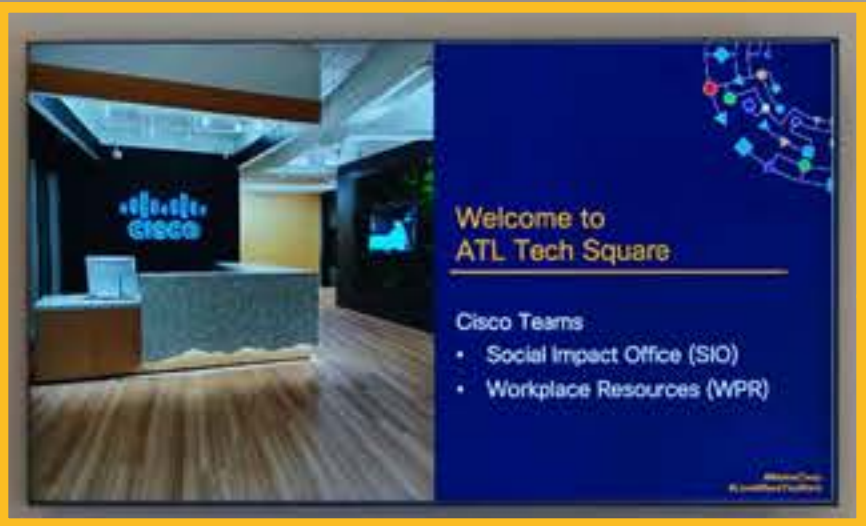 CISCO
Welcome to
ATL Tech Square
Cisco Teams
• Social Impact Office (SIO)
• Workplace Resources (WPR)